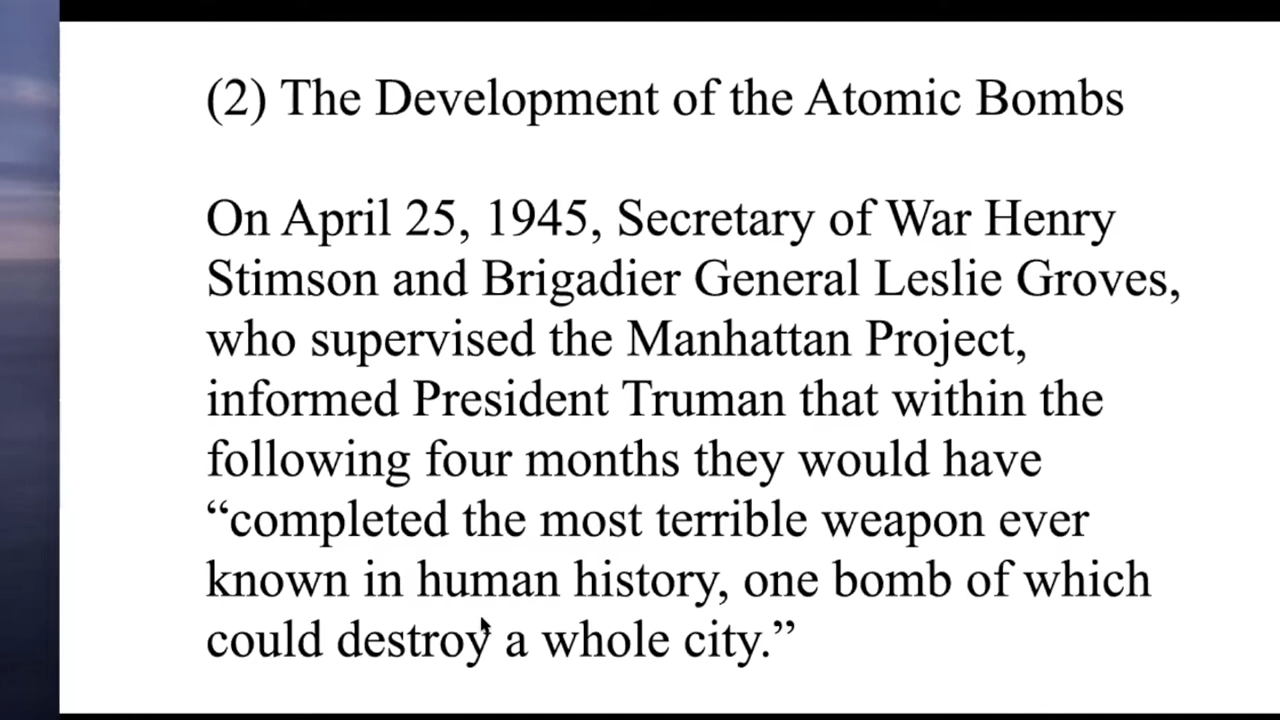 (2) The Development of the Atomic Bombs
On April 25, 1945, Secretary of War Henry
Stimson and Brigadier General Leslie Groves,
who supervised the Manhattan Project,
informed President Truman that within the
following four months they would have
“completed the most terrible weapon ever
known in human history, one bomb of which
could destroy a whole city.”